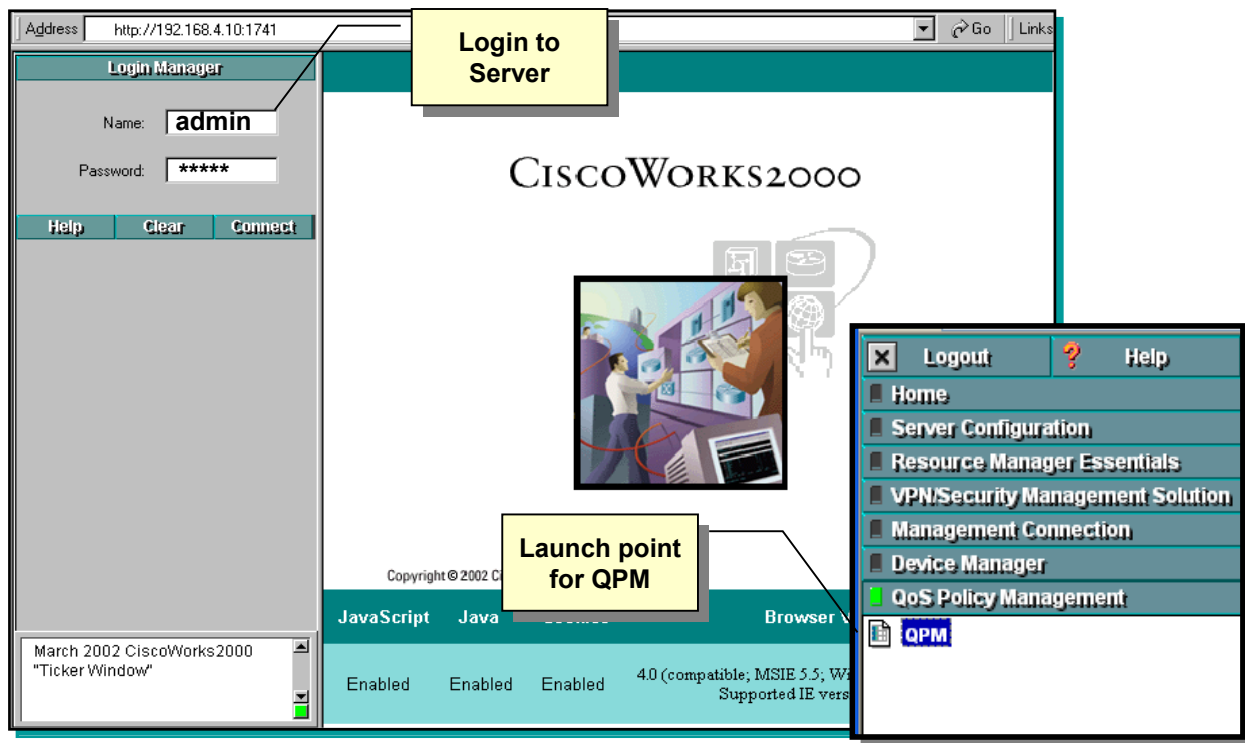 Address http://192.168.4.10:1741 Go Links
Login to
Server
Login Manager
Name: admin
Password: *****
Help Clear Connect
CISCOWORKS2000
Launch point
for QPM
Copyright © 2002
JavaScript Java
Browser
Enabled Enabled Enabled
4.0 (compatible; MSIE 5.5;
Supported IE
March 2002 CiscoWorks2000
"Ticker Window"
Logout ? Help
Home
Server Configuration
Resource Manager Essentials
VPN/Security Management Solution
Management Connection
Device Manager
QoS Policy Management
QPM